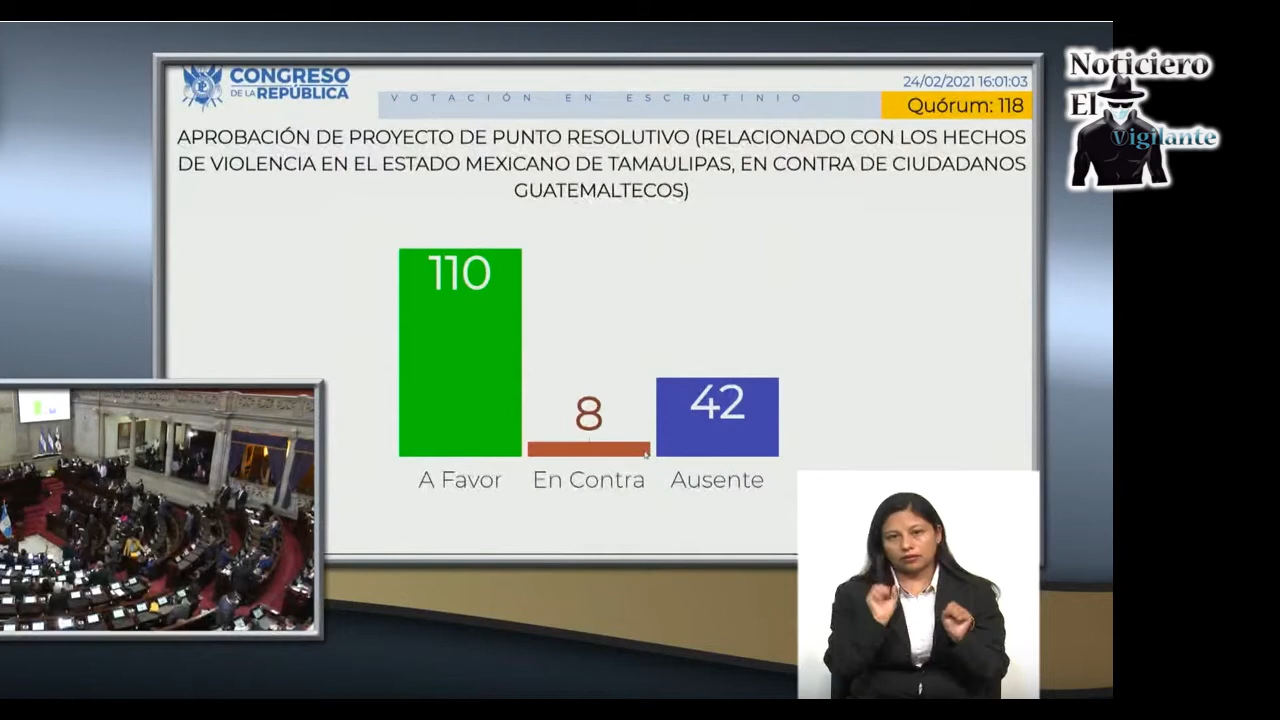 CONGRESO
DE LA REPÚBLICA
24/02/2021 16:01:03
VOTACIÓN EN ESCRUTINIO
Quórum: 118
APROBACIÓN DE PROYECTO DE PUNTO RESOLUTIVO (RELACIONADO CON LOS HECHOS
DE VIOLENCIA EN EL ESTADO MEXICANO DE TAMAULIPAS, EN CONTRA DE CIUDADANOS
GUATEMALTECOS)
110
8
42
A Favor
En Contra
Ausente
Noticiero
El
Vigilante